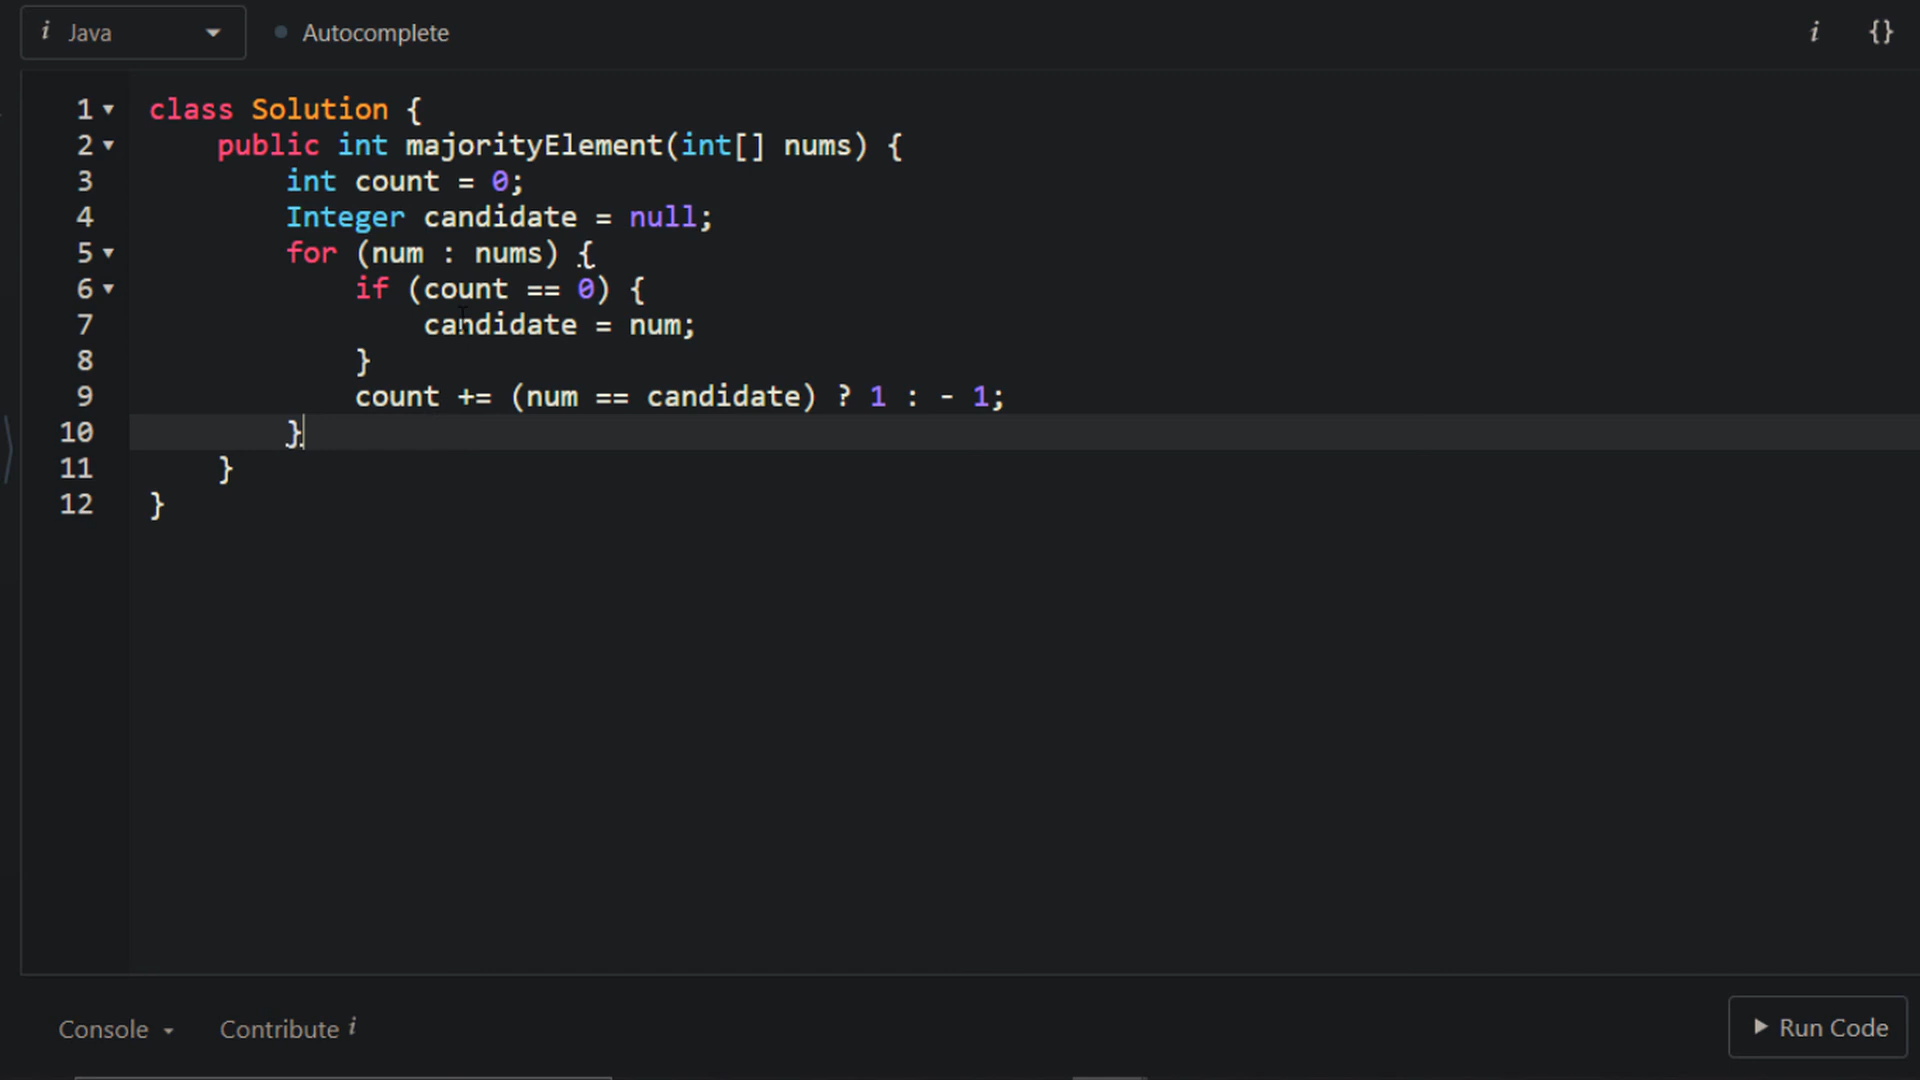 i Java Autocomplete i {}
1 class Solution {
2     public int majorityElement(int[] nums) {
3         int count = 0;
4         Integer candidate = null;
5         for (num : nums) {
6             if (count == 0) {
7                 candidate = num;
8             }
9             count += (num == candidate) ? 1 : - 1;
10         }
11     }
12 }
Console Contribute i Run Code